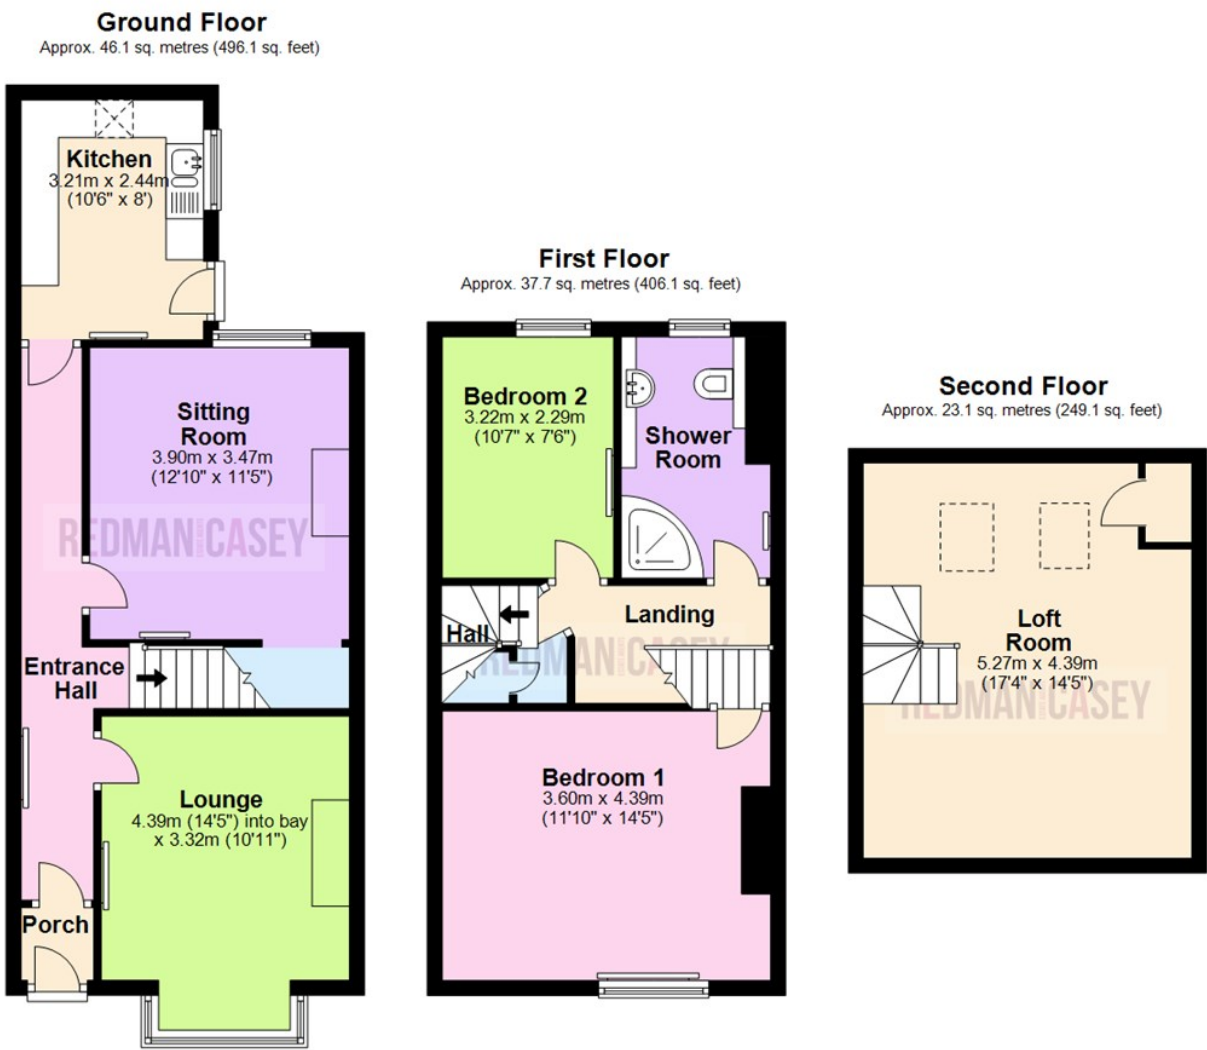 Ground Floor
Approx. 46.1 sq. metres (496.1 sq. feet)
Kitchen
3.21m x 2.44m
(10'6" x 8')
Sitting
Room
3.90m x 3.47m
(12'10" x 11'5")
REDMAN CASEY
Entrance
Hall
Lounge
4.39m (14'5") into bay
x 3.32m (10'11")
Porch
First Floor
Approx. 37.7 sq. metres (406.1 sq. feet)
Bedroom 2
3.22m x 2.29m
(10'7" x 7'6")
Shower
Room
Landing
Hall
REDMAN CASEY
Bedroom 1
3.60m x 4.39m
(11'10" x 14'5")
Second Floor
Approx. 23.1 sq. metres (249.1 sq. feet)
Loft
Room
5.27m x 4.39m
(17'4" x 14'5")
REDMAN CASEY